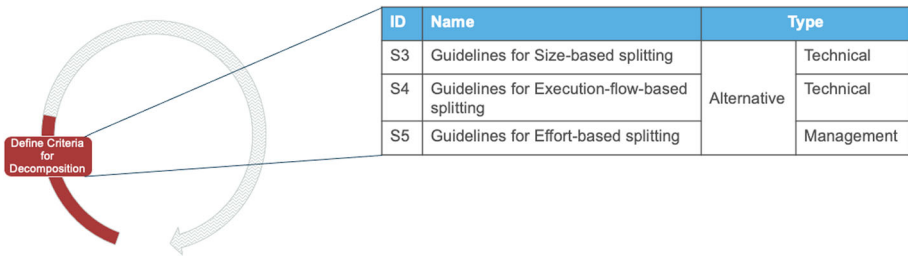 ID Name Type
S3 Guidelines for Size-based splitting Alternative Technical
S4 Guidelines for Execution-flow-based
splitting Technical
S5 Guidelines for Effort-based splitting Management
Define Criteria
for
Decomposition